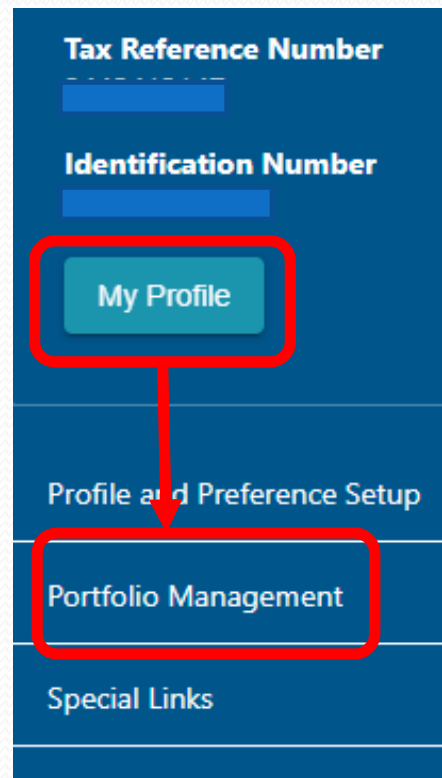 Tax Reference Number
Identification Number
My Profile
Profile and Preference Setup
Portfolio Management
Special Links